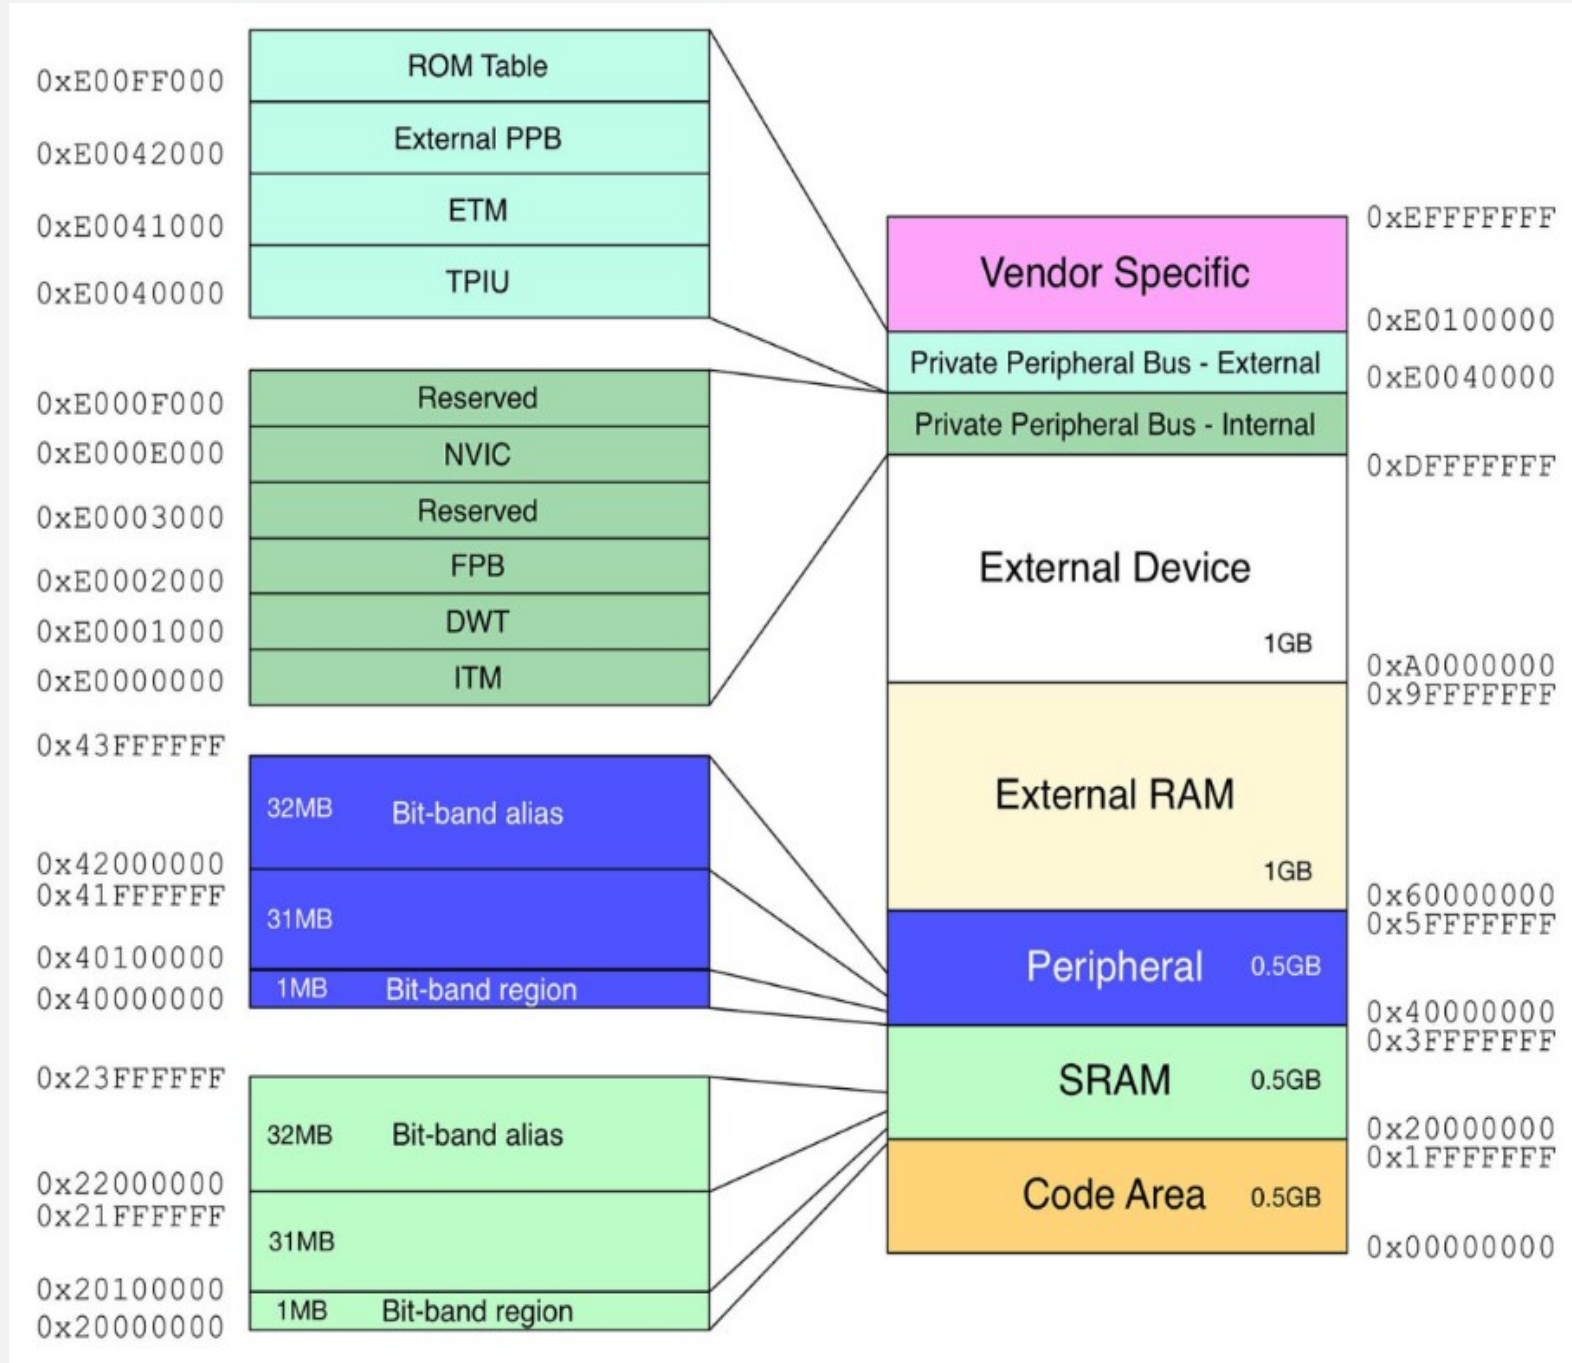 0xE00FF000
ROM Table
0xE0042000
External PPB
0xE0041000
ETM
0xE0040000
TPIU
0xE000F000
Reserved
0xE000E000
NVIC
0xE0003000
Reserved
0xE0002000
FPB
0xE0001000
DWT
0xE0000000
ITM
0x43FFFFFF
32MB Bit-band alias
0x42000000
0x41FFFFFF
31MB
0x40100000
0x40000000
1MB Bit-band region
0x23FFFFFF
32MB Bit-band alias
0x22000000
0x21FFFFFF
31MB
0x20100000
1MB Bit-band region
0x20000000
0xEFFFFFFF
Vendor Specific
0xE0100000
Private Peripheral Bus - External
0xE0040000
Private Peripheral Bus - Internal
0xDFFFFFFF
External Device
1GB
0xA0000000
0x9FFFFFFF
External RAM
1GB
0x60000000
0x5FFFFFFF
Peripheral 0.5GB
0x40000000
0x3FFFFFFF
SRAM 0.5GB
0x20000000
0x1FFFFFFF
Code Area 0.5GB
0x00000000